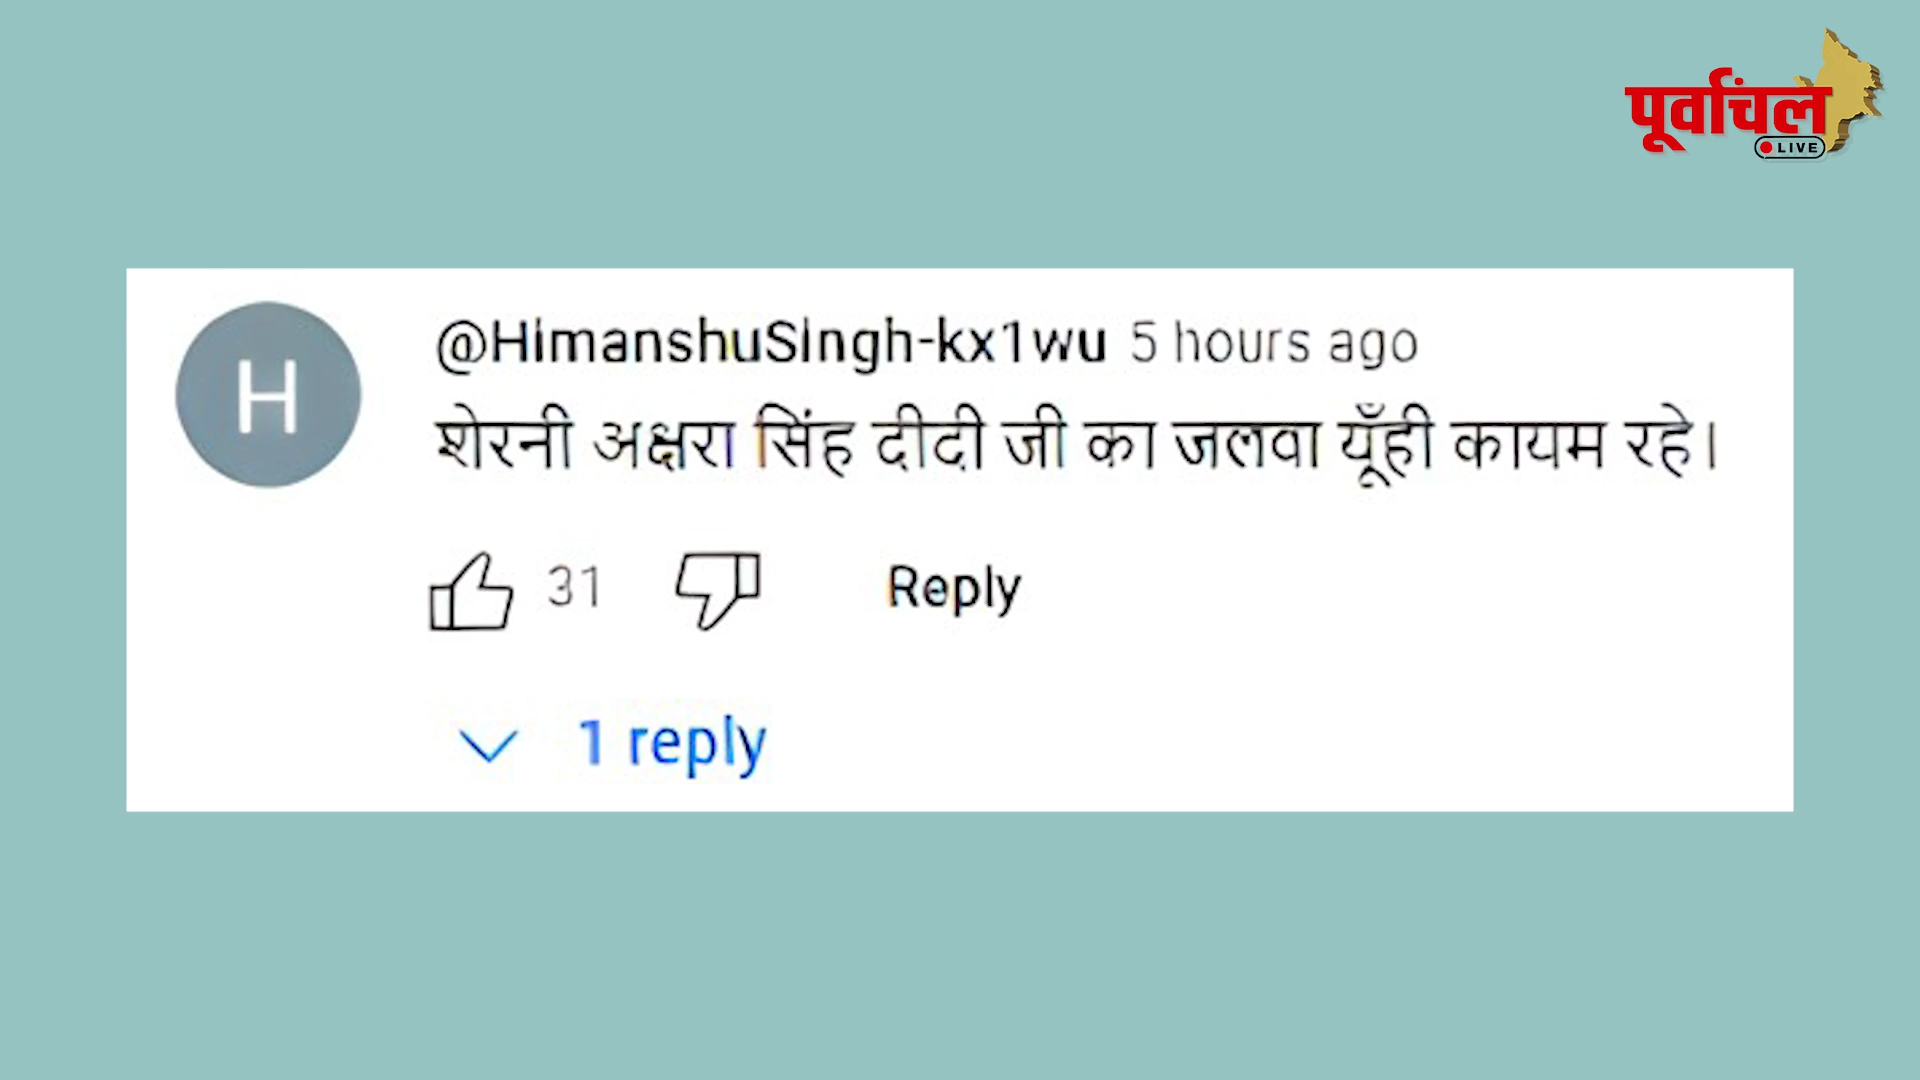 पूर्वांचल
LIVE
H
@HimanshuSingh-kx1wu 5 hours ago
शेरनी अक्षरा सिंह दीदी जी का जलवा यूँही कायम रहे।
31 Reply
1 reply